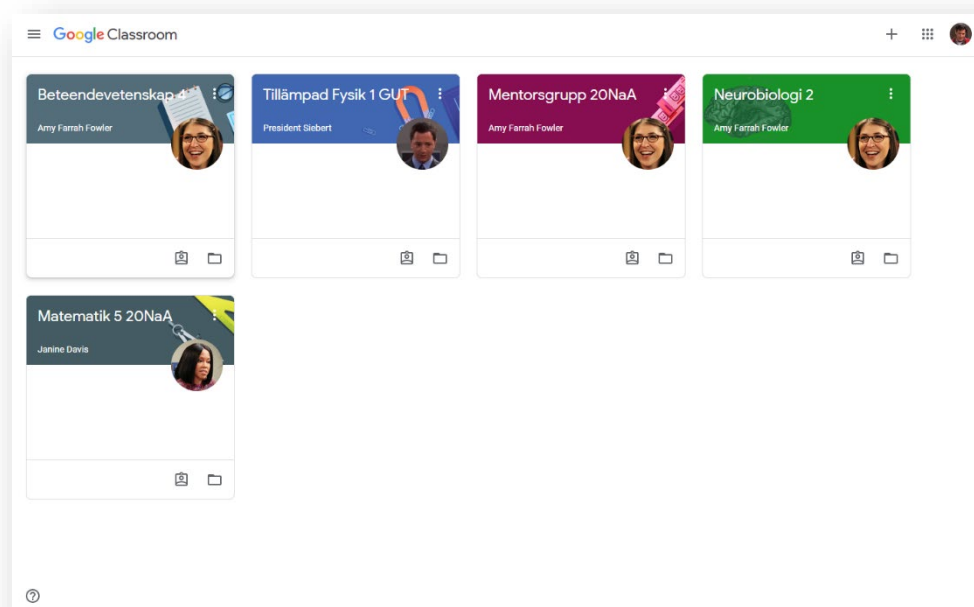 Google Classroom
Beteendevetenskap 4
Amy Farrah Fowler
Tillämpad Fysik 1 GUT
President Siebert
Mentorsgrupp 20NaA
Amy Farrah Fowler
Neurobiologi 2
Amy Farrah Fowler
Matematik 5 20NaA
Janine Davis